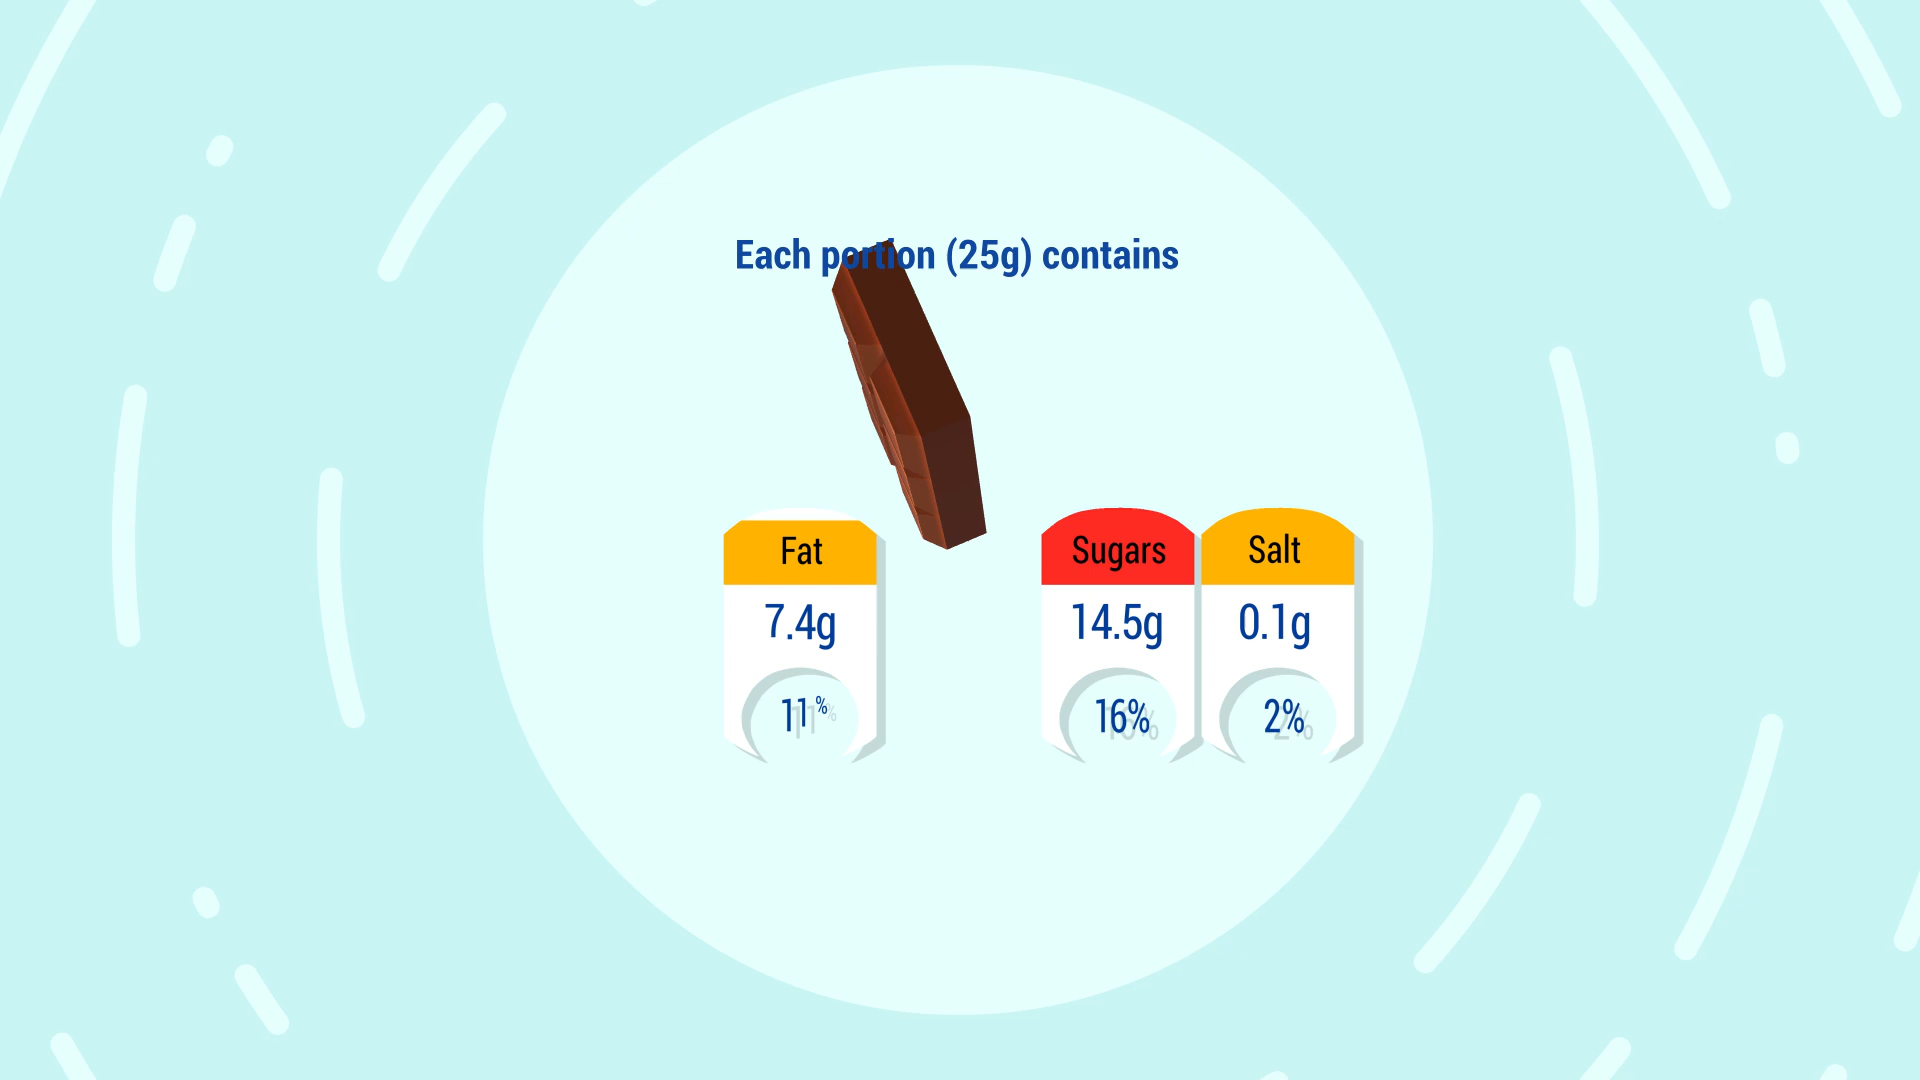 Each portion (25g) contains
Fat Sugars Salt
7.4g 14.5g 0.1g
11% 16% 2%